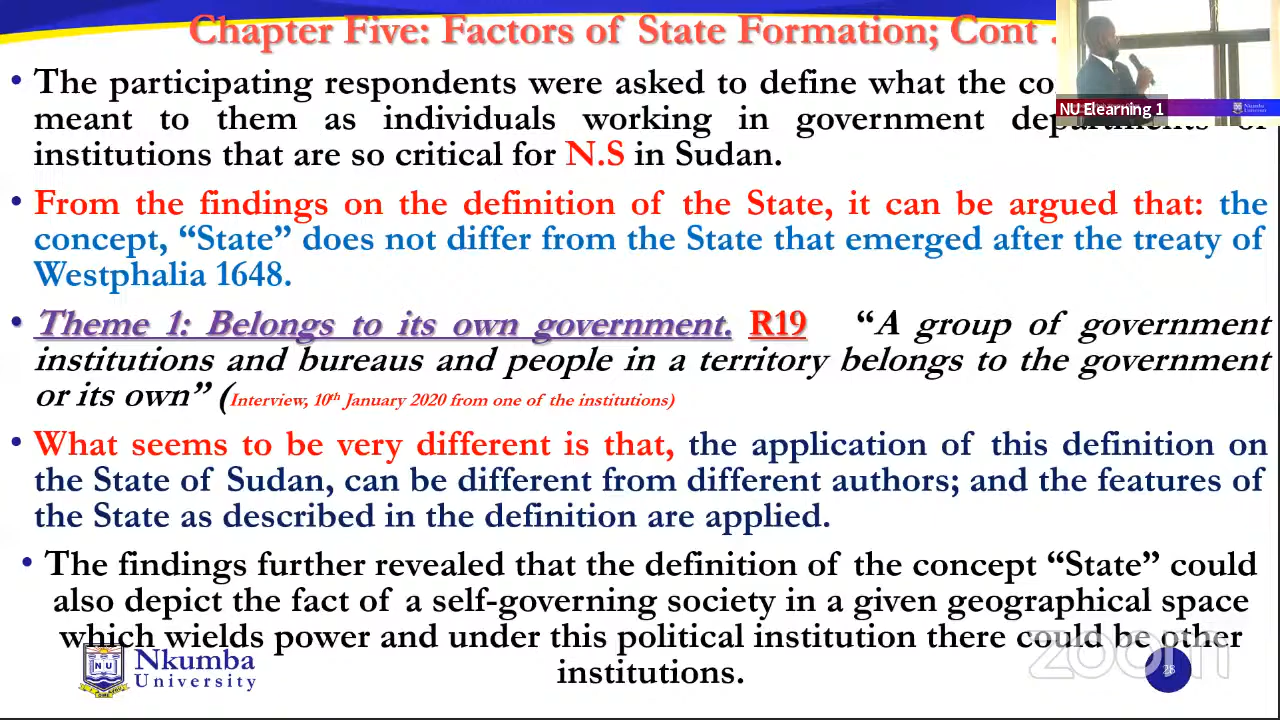 Chapter Five: Factors of State Formation; Cont .
• The participating respondents were asked to define what the
meant to them as individuals working in government departments or
institutions that are so critical for N.S in Sudan.
• From the findings on the definition of the State, it can be argued that: the
concept, “State” does not differ from the State that emerged after the treaty of
Westphalia 1648.
• Theme 1: Belongs to its own government. R19 “A group of government
institutions and bureaus and people in a territory belongs to the government
or its own” (Interview, 10th January 2020 from one of the institutions)
• What seems to be very different is that, the application of this definition on
the State of Sudan, can be different from different authors; and the features of
the State as described in the definition are applied.
• The findings further revealed that the definition of the concept “State” could
also depict the fact of a self-governing society in a given geographical space
which wields power and under this political institution there could be other
institutions.
NU Elearning 1
Nkumba
University
NU
Nkumba
University
zoom
28